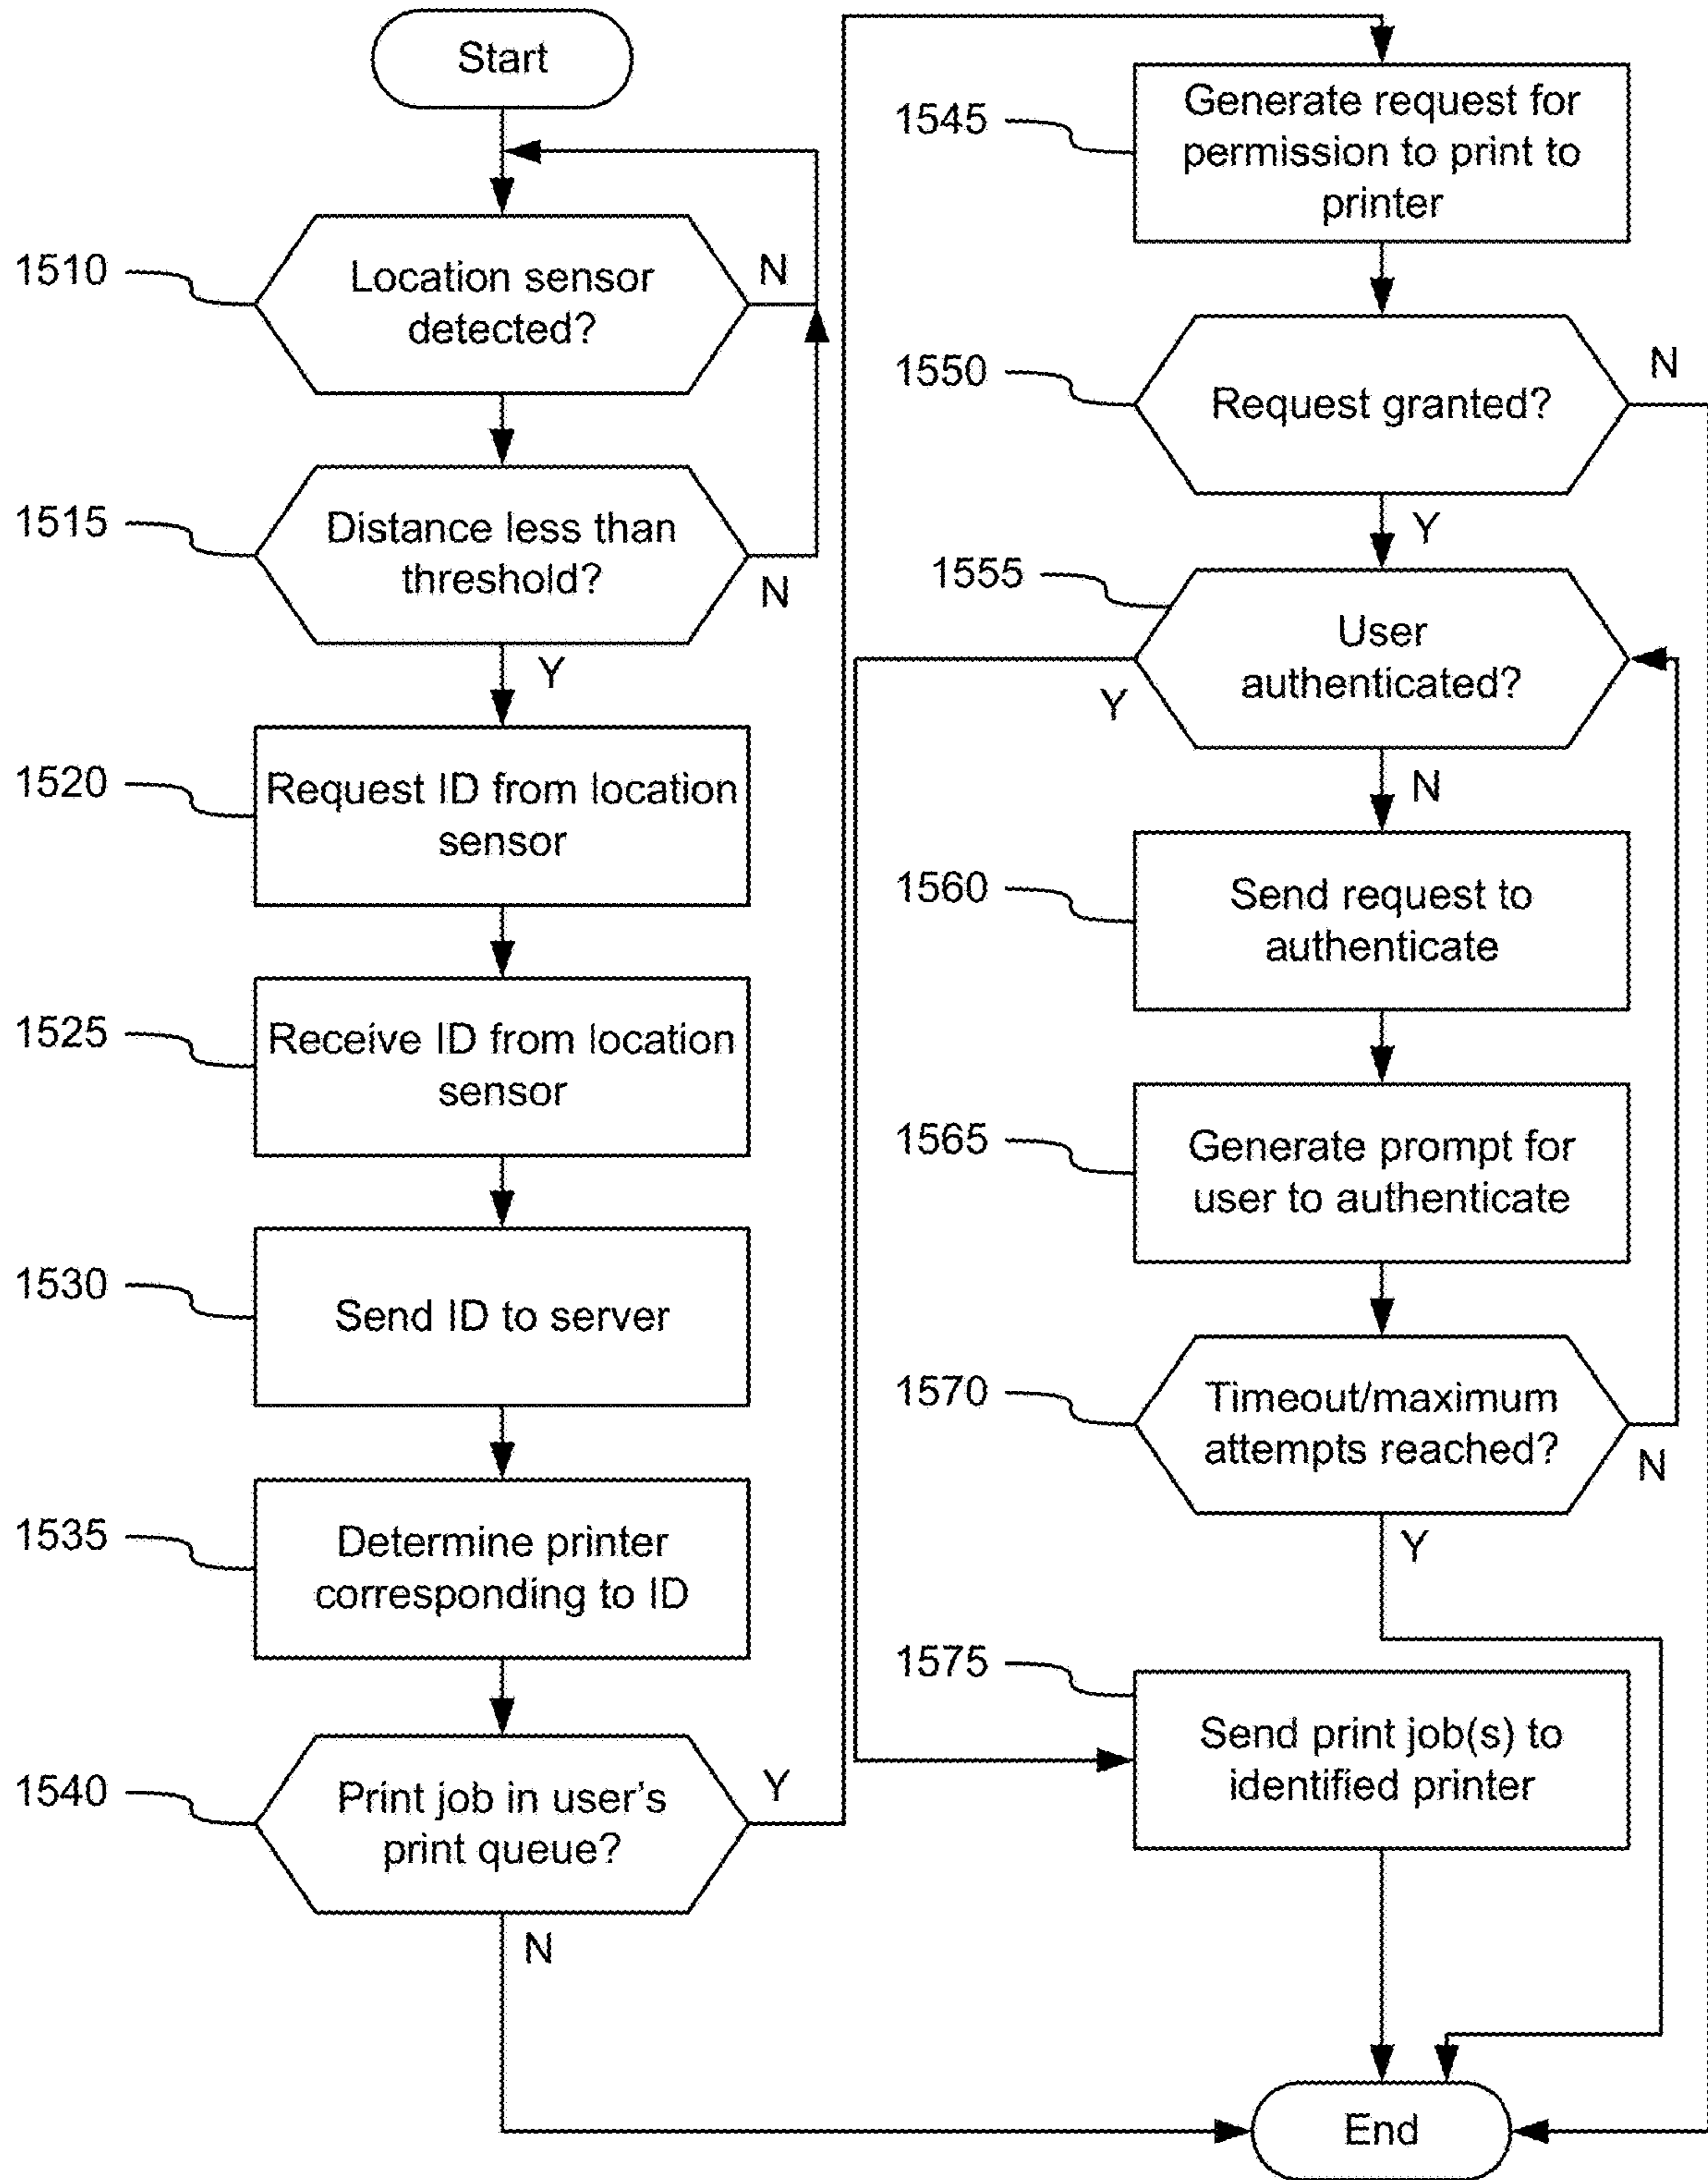 Start
1510
Location sensor
detected?
N
1515
Distance less than
threshold?
N
Y
1520
Request ID from location
sensor
1525
Receive ID from location
sensor
1530
Send ID to server
1535
Determine printer
corresponding to ID
1540
Print job in user's
print queue?
Y
N
1545
Generate request for
permission to print to
printer
1550
Request granted?
N
Y
1555
User
authenticated?
Y
N
1560
Send request to
authenticate
1565
Generate prompt for
user to authenticate
1570
Timeout/maximum
attempts reached?
N
Y
1575
Send print job(s) to
identified printer
End